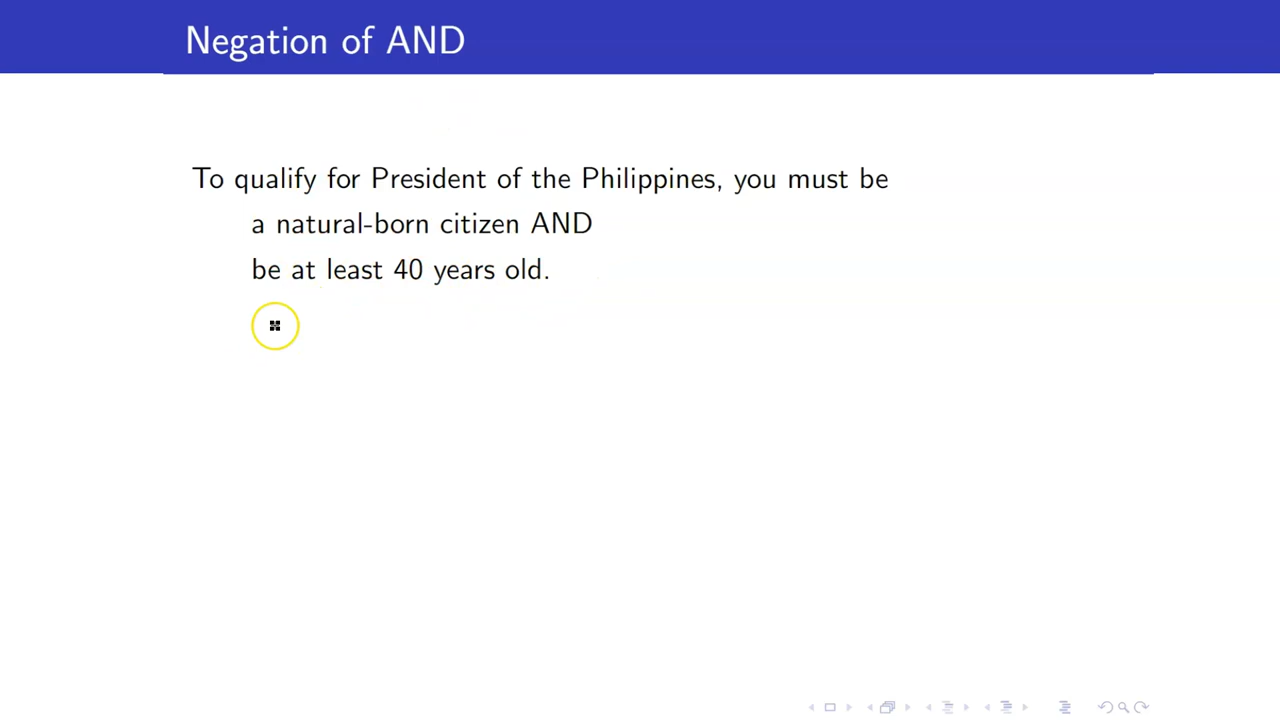 Negation of AND
To qualify for President of the Philippines, you must be
a natural-born citizen AND
be at least 40 years old.